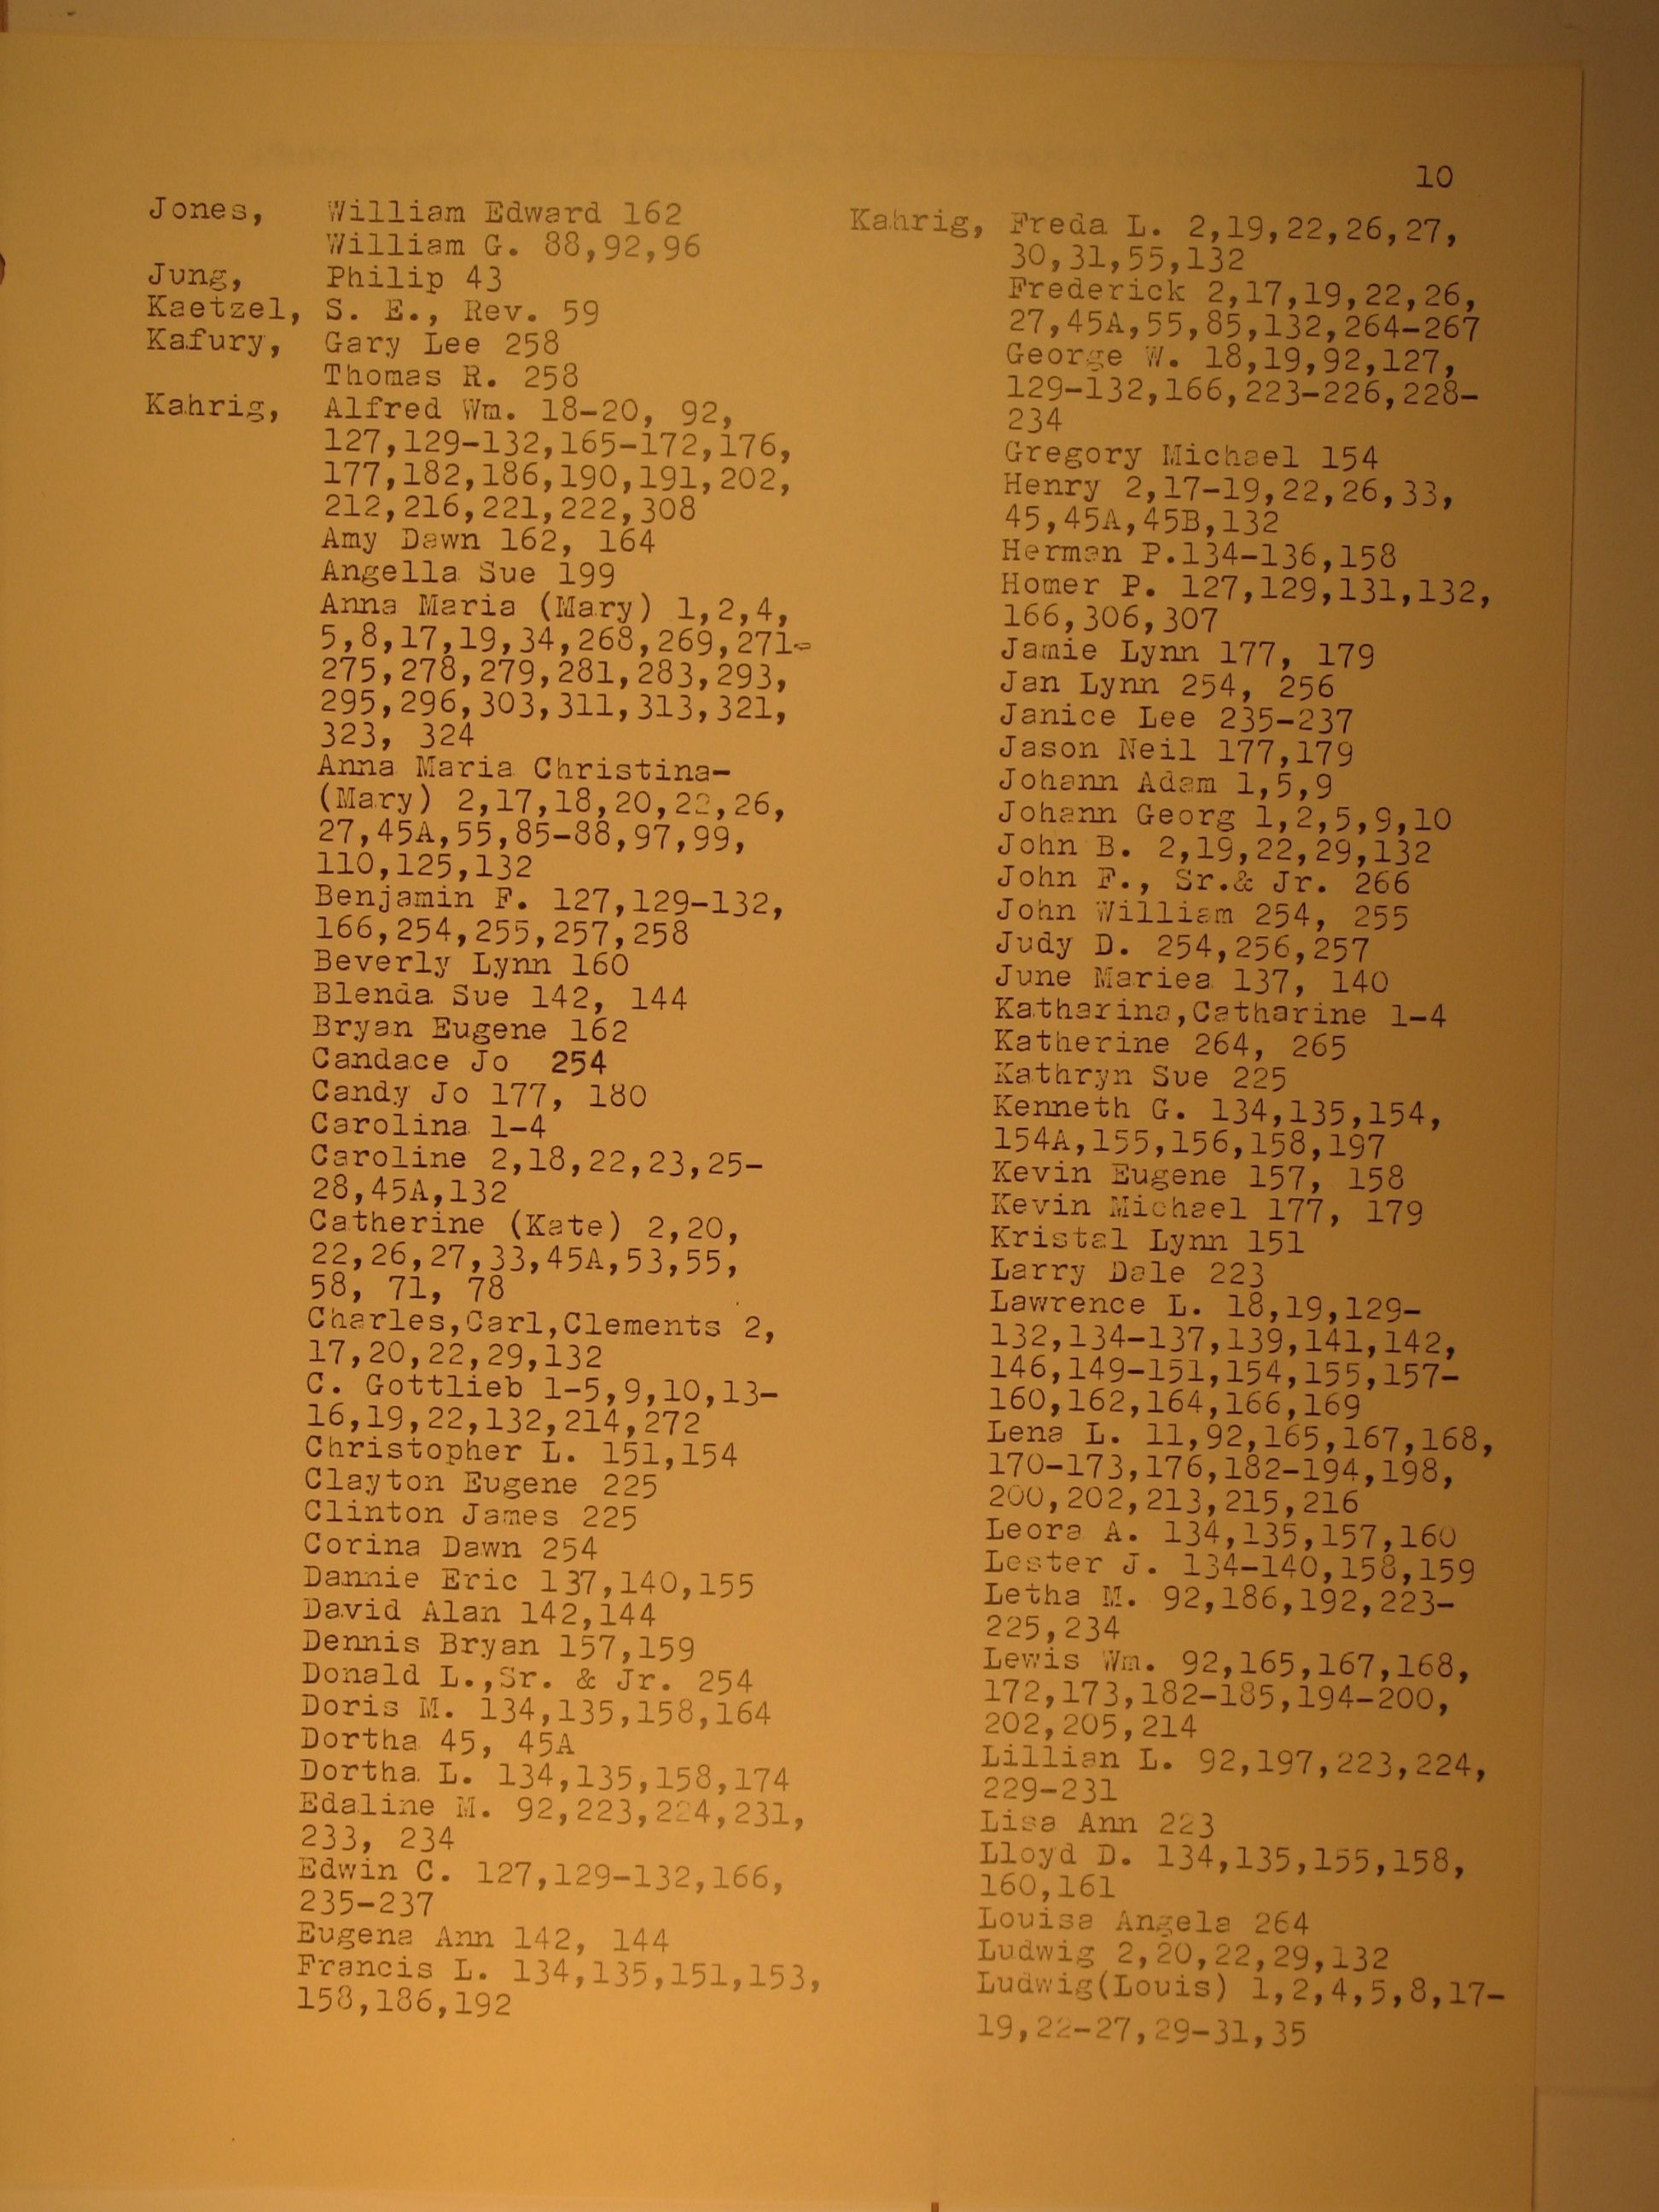 10
Jones, William Edward 162
William G. 88,92,96
Jung, Philip 43
Kaetzel, S. E., Rev. 59
Kafury, Gary Lee 258
Thomas R. 258
Kahrig, Alfred Wm. 18-20, 92,
127,129-132,165-172,176,
177,182,186,190,191,202,
212,216,221,222,308
Amy Dawn 162, 164
Angella Sue 199
Anna Maria (Mary) 1,2,4,
5,8,17,19,34,268,269,271-
275,278,279,281,283,293,
295,296,303,311,313,321,
323, 324
Anna Maria Christina-
(Mary) 2,17,18,20,22,26,
27,45A,55,85-88,97,99,
110,125,132
Benjamin F. 127,129-132,
166,254,255,257,258
Beverly Lynn 160
Blenda Sue 142, 144
Bryan Eugene 162
Candace Jo 254
Candy Jo 177, 180
Carolina 1-4
Caroline 2,18,22,23,25-
28,45A,132
Catherine (Kate) 2,20,
22,26,27,33,45A,53,55,
58, 71, 78
Charles,Carl,Clements 2,
17,20,22,29,132
C. Gottlieb 1-5,9,10,13-
16,19,22,132,214,272
Christopher L. 151,154
Clayton Eugene 225
Clinton James 225
Corina Dawn 254
Dannie Eric 137,140,155
David Alan 142,144
Dennis Bryan 157,159
Donald L.,Sr. & Jr. 254
Doris M. 134,135,158,164
Dortha 45, 45A
Dortha L. 134,135,158,174
Edaline M. 92,223,224,231,
233, 234
Edwin C. 127,129-132,166,
235-237
Eugena Ann 142, 144
Francis L. 134,135,151,153,
158,186,192
Kahrig, Freda L. 2,19,22,26,27,
30,31,55,132
Frederick 2,17,19,22,26,
27,45A,55,85,132,264-267
George W. 18,19,92,127,
129-132,166,223-226,228-
234
Gregory Michael 154
Henry 2,17-19,22,26,33,
45,45A,45B,132
Herman P.134-136,158
Homer P. 127,129,131,132,
166,306,307
Jamie Lynn 177, 179
Jan Lynn 254, 256
Janice Lee 235-237
Jason Neil 177,179
Johann Adam 1,5,9
Johann Georg 1,2,5,9,10
John B. 2,19,22,29,132
John F., Sr.& Jr. 266
John William 254, 255
Judy D. 254,256,257
June Mariea 137, 140
Katharina,Catharine 1-4
Katherine 264, 265
Kathryn Sue 225
Kenneth G. 134,135,154,
154A,155,156,158,197
Kevin Eugene 157, 158
Kevin Michael 177, 179
Kristal Lynn 151
Larry Dale 223
Lawrence L. 18,19,129-
132,134-137,139,141,142,
146,149-151,154,155,157-
160,162,164,166,169
Lena L. 11,92,165,167,168,
170-173,176,182-194,198,
200,202,213,215,216
Leora A. 134,135,157,160
Lester J. 134-140,158,159
Letha M. 92,186,192,223-
225,234
Lewis Wm. 92,165,167,168,
172,173,182-185,194-200,
202,205,214
Lillian L. 92,197,223,224,
229-231
Lisa Ann 223
Lloyd D. 134,135,155,158,
160,161
Louisa Angela 264
Ludwig 2,20,22,29,132
Ludwig(Louis) 1,2,4,5,8,17-
19,22-27,29-31,35